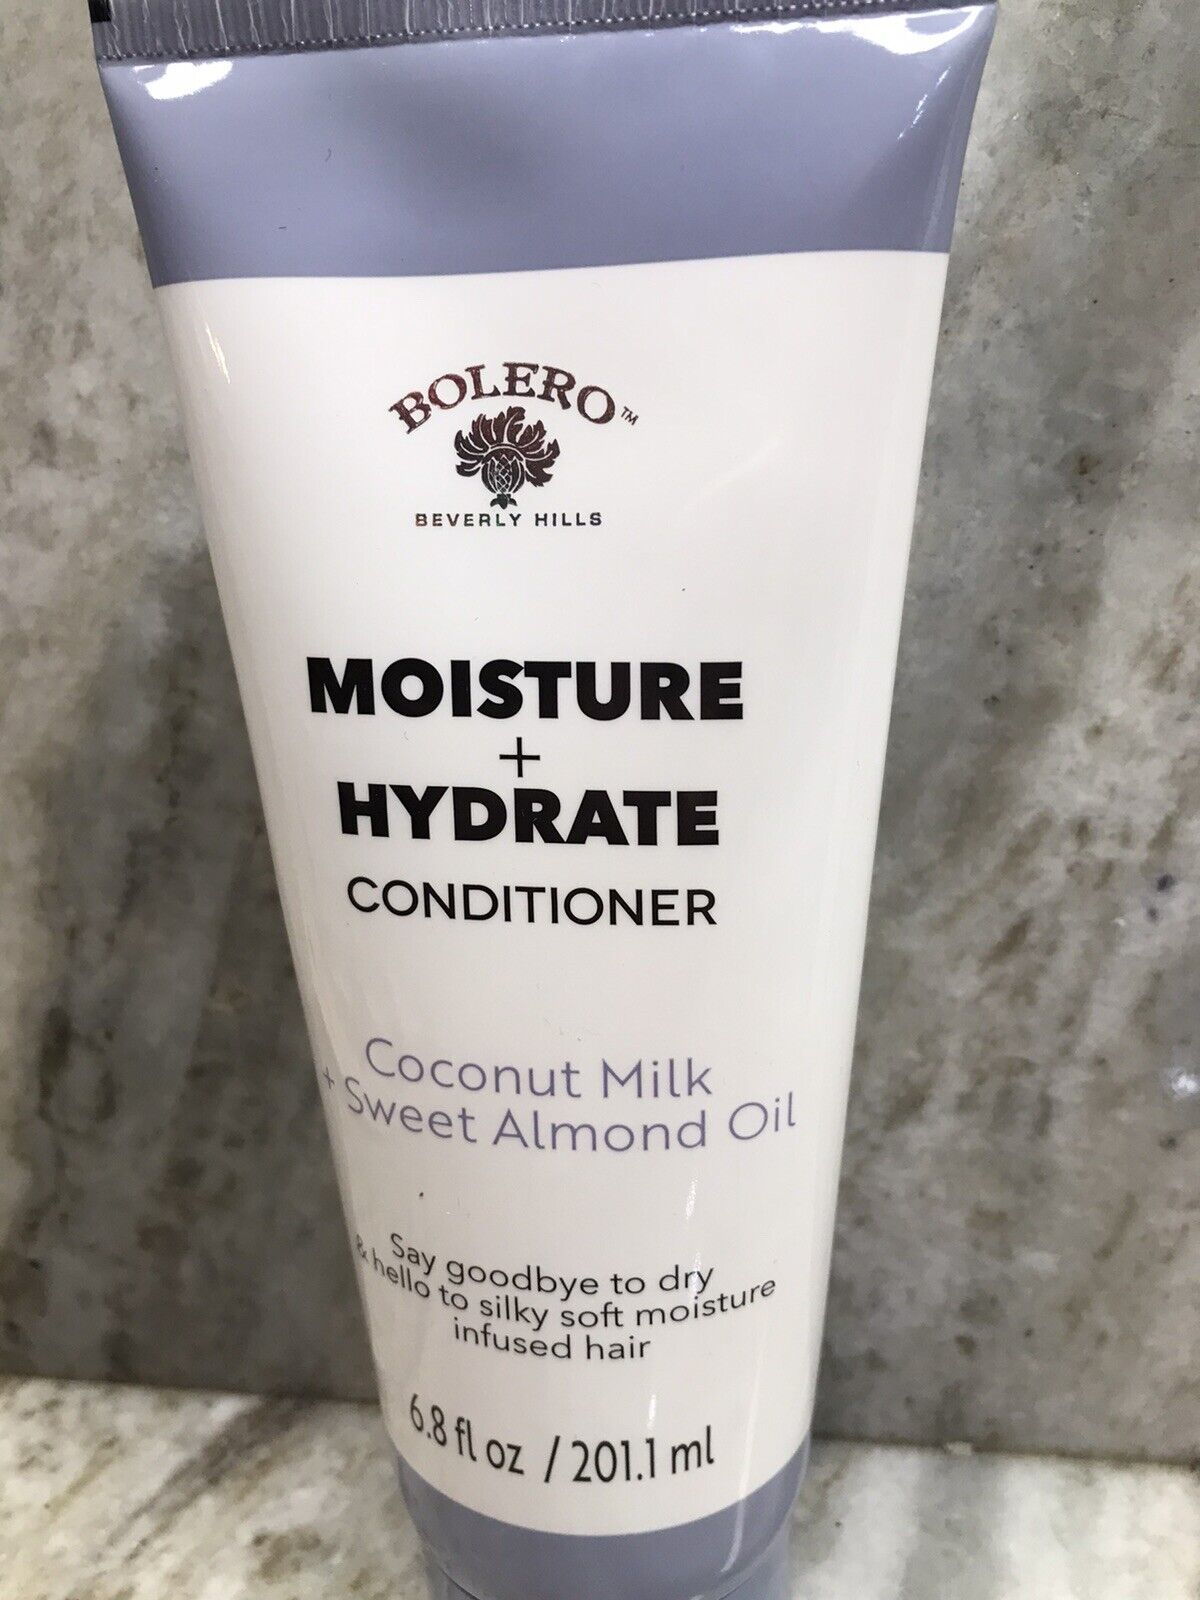 BOLERO™
BEVERLY HILLS
MOISTURE
+
HYDRATE
CONDITIONER
Coconut Milk
+ Sweet Almond Oil
Say goodbye to dry
& hello to silky soft moisture
infused hair
6.8 fl oz / 201.1 ml